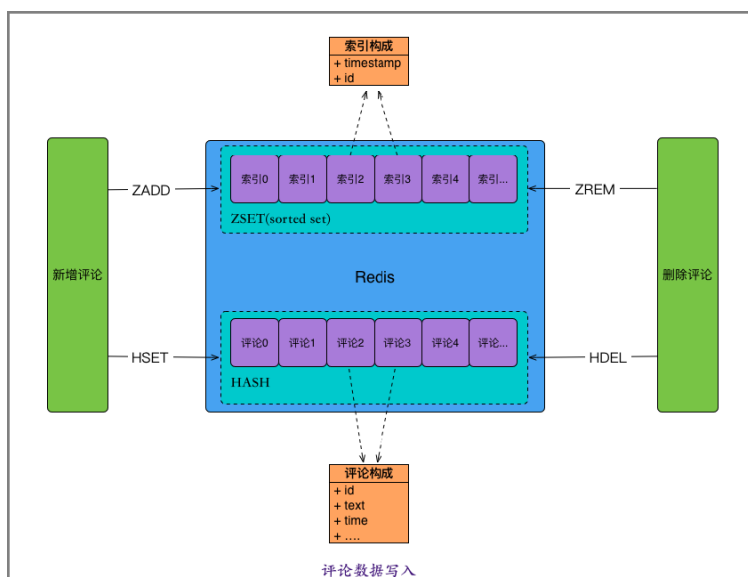 索引构成
+ timestamp
+ id
索引0 索引1 索引2 索引3 索引4 索引...
ZADD
ZREM
ZSET(sorted set)
新增评论
Redis
删除评论
评论0 评论1 评论2 评论3 评论4 评论...
HSET
HDEL
HASH
评论构成
+ id
+ text
+ time
+ ....
评论数据写入